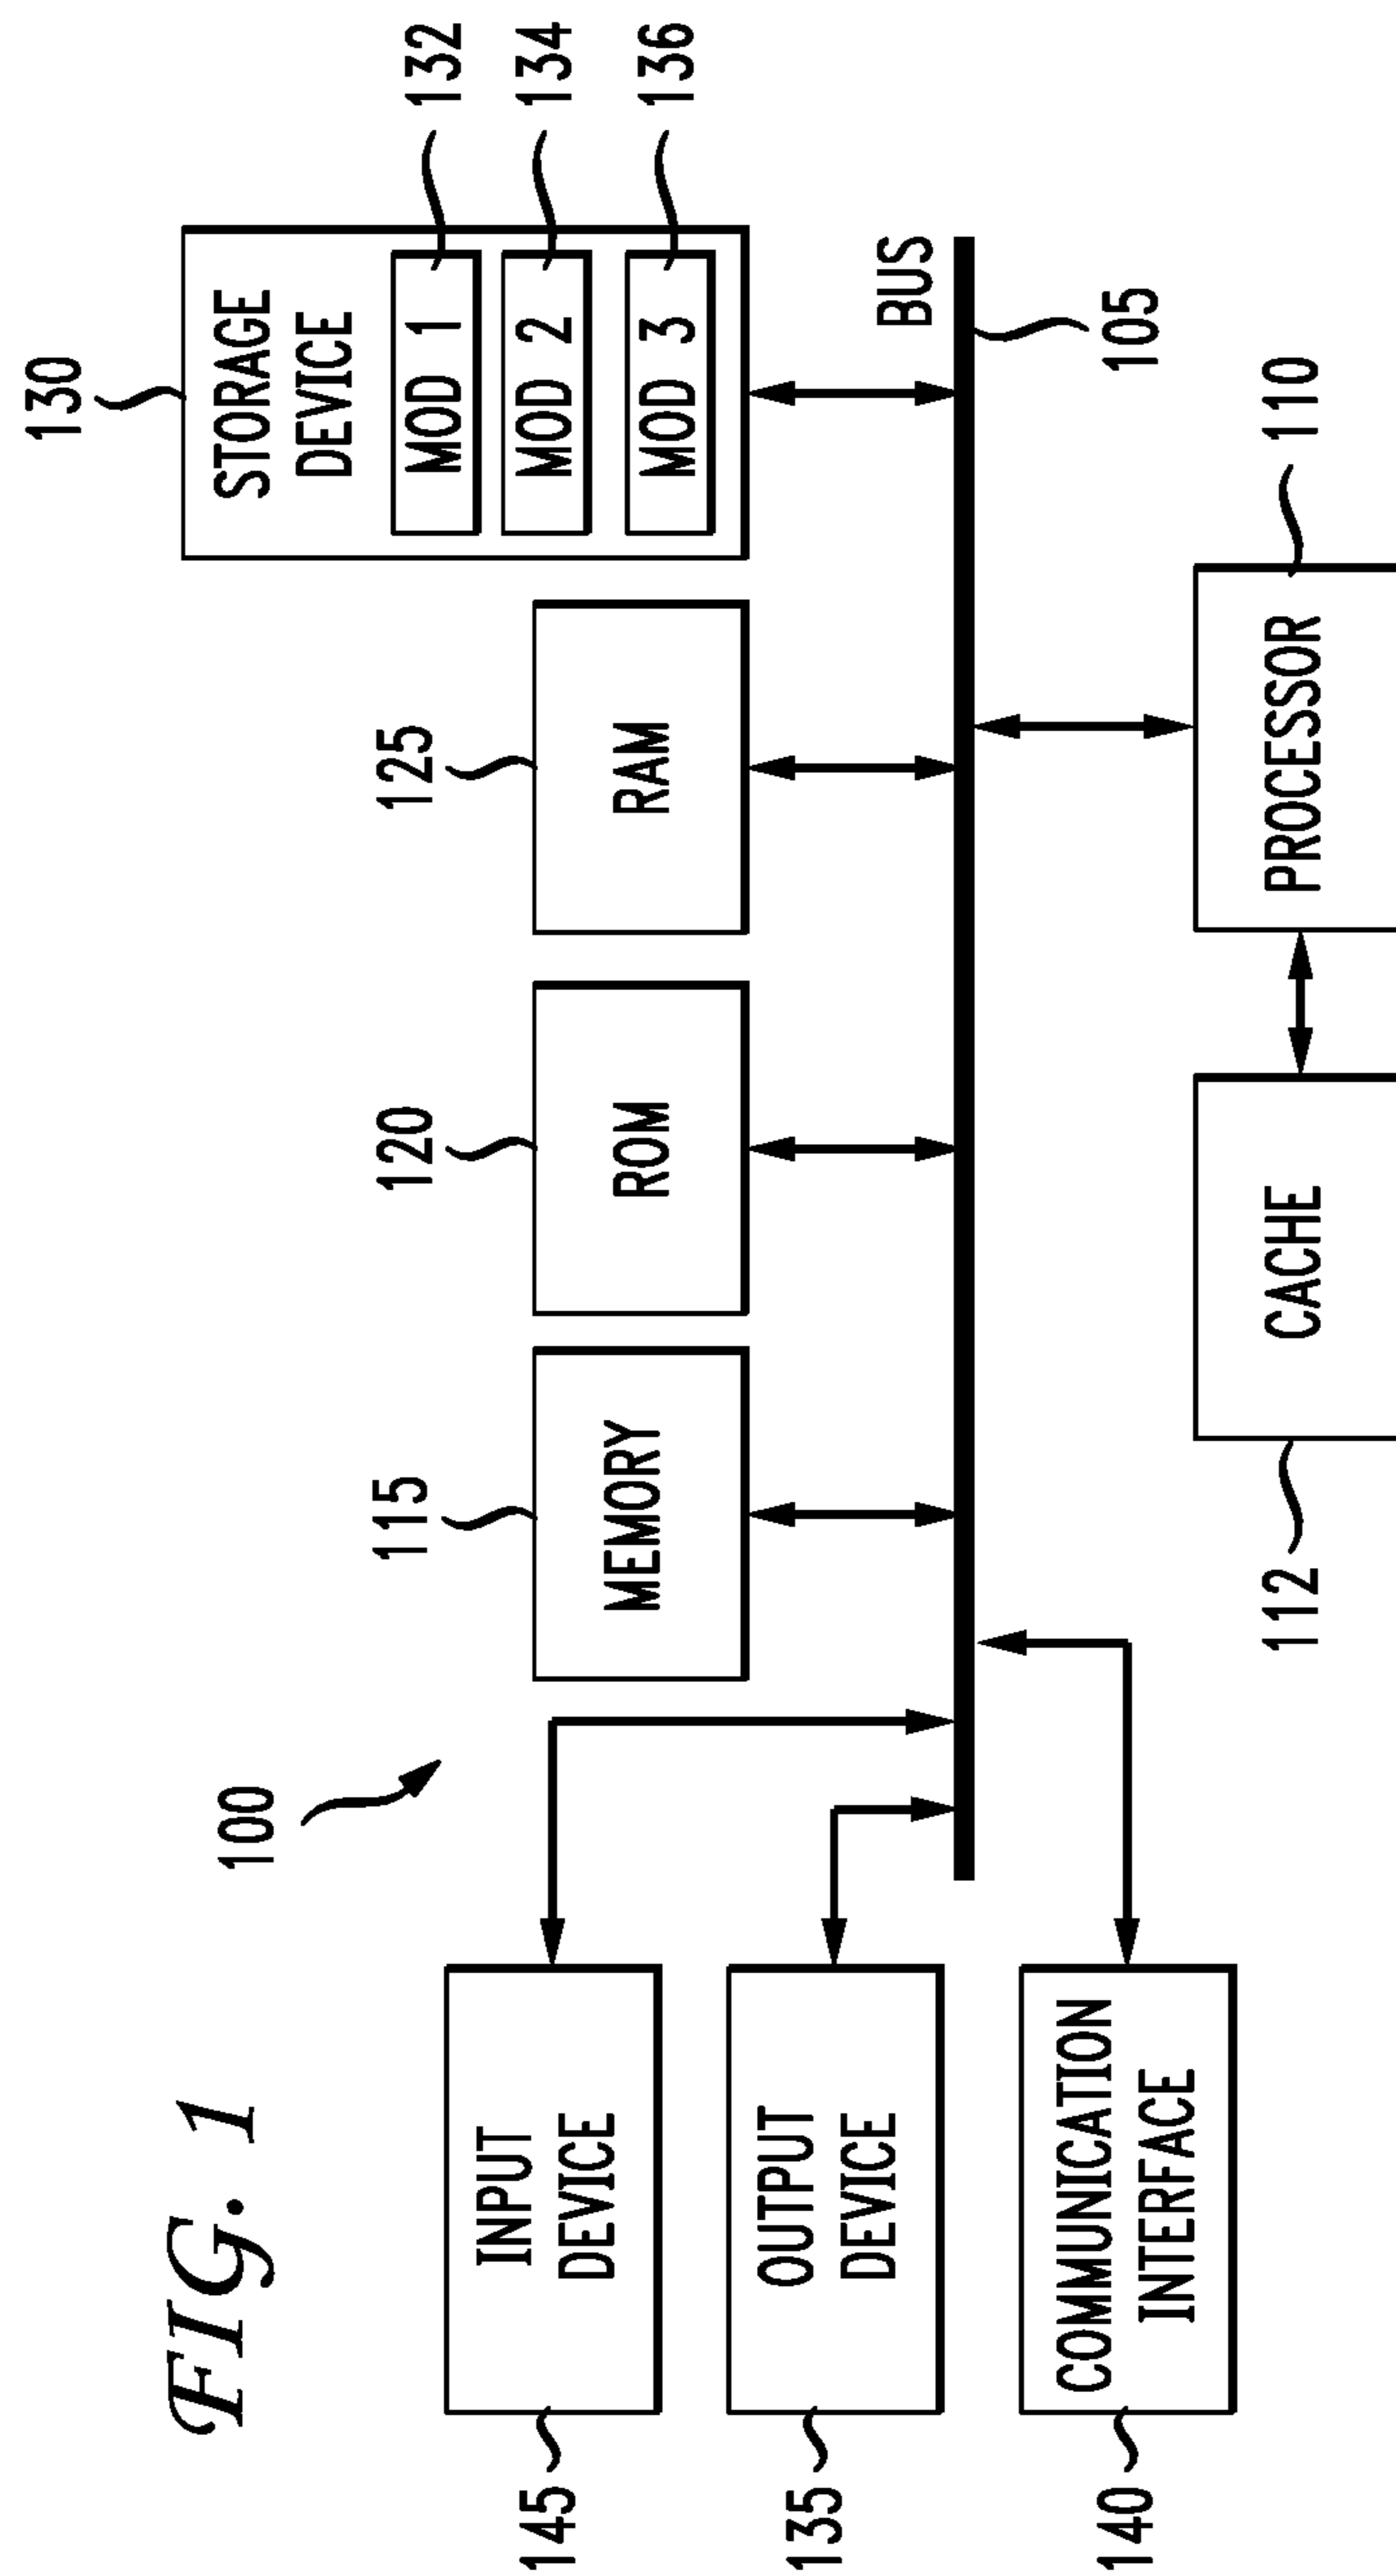 FIG. 1
100
130
STORAGE
DEVICE
MOD 1
132
MOD 2
134
MOD 3
136
115
120
125
MEMORY
ROM
RAM
145
INPUT
DEVICE
135
OUTPUT
DEVICE
BUS
105
140
COMMUNICATION
INTERFACE
112
CACHE
PROCESSOR
110